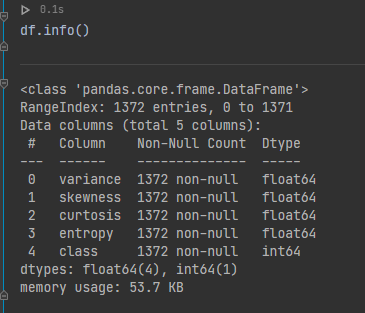 0.1s
df.info()
<class 'pandas.core.frame.DataFrame'>
RangeIndex: 1372 entries, 0 to 1371
Data columns (total 5 columns):
 #   Column    Non-Null Count  Dtype
---  ------    --------------  -----
 0   variance  1372 non-null   float64
 1   skewness  1372 non-null   float64
 2   curtosis  1372 non-null   float64
 3   entropy   1372 non-null   float64
 4   class     1372 non-null   int64
dtypes: float64(4), int64(1)
memory usage: 53.7 KB